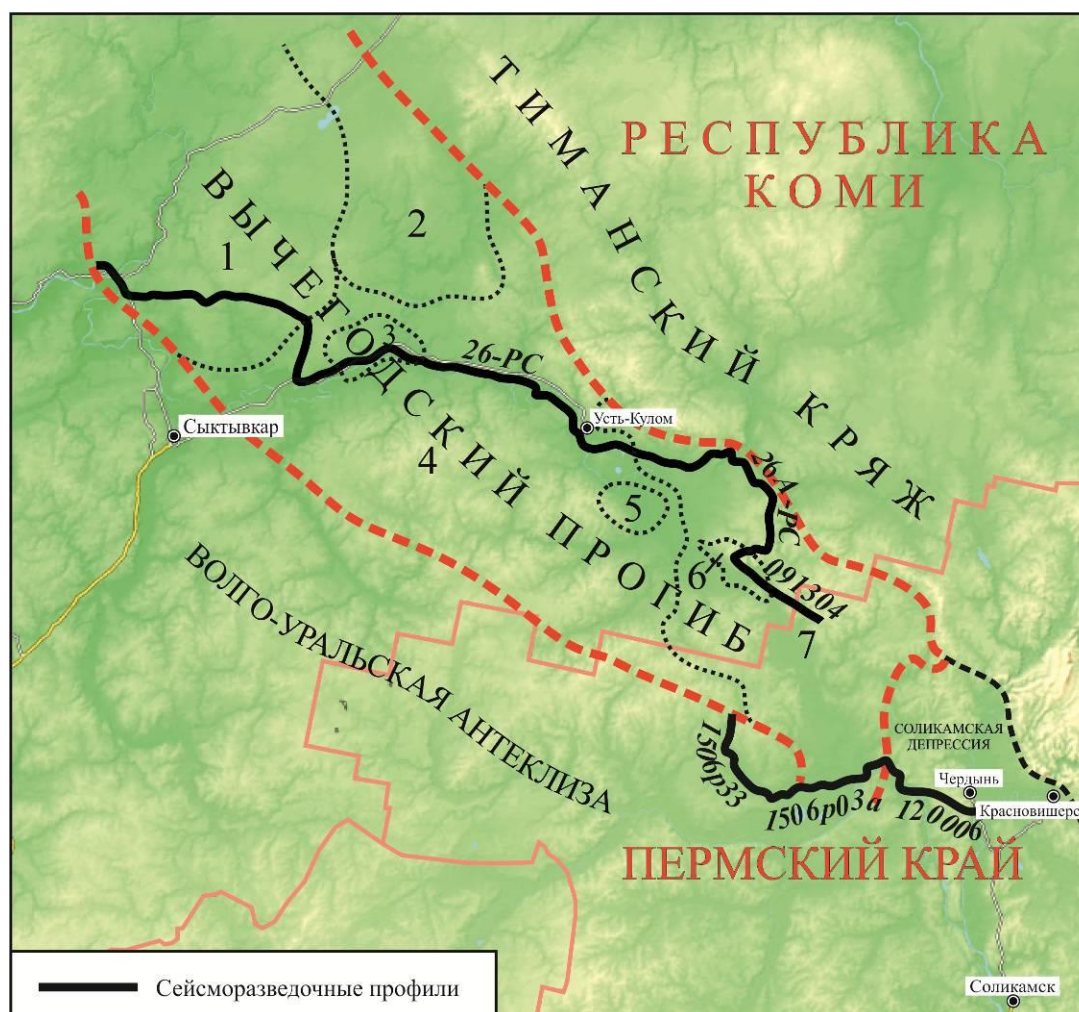 ТИМАНСКИЙ КРЯЖ
РЕСПУБЛИКА
КОМИ
ВЫЧЕГОДСКИЙ ПРОГИБ
1
2
3
26-РС
Усть-Кулом
Сыктывкар
4
26А-РС
5
6
-091304
7
ВОЛГО-УРАЛЬСКАЯ АНТЕКЛИЗА
СОЛИКАМСКАЯ
ДЕПРЕССИЯ
1506р33
Чердынь
1506р03а
120006
Красновишерс
ПЕРМСКИЙ КРАЙ
Сейсморазведочные профили
Соликамск